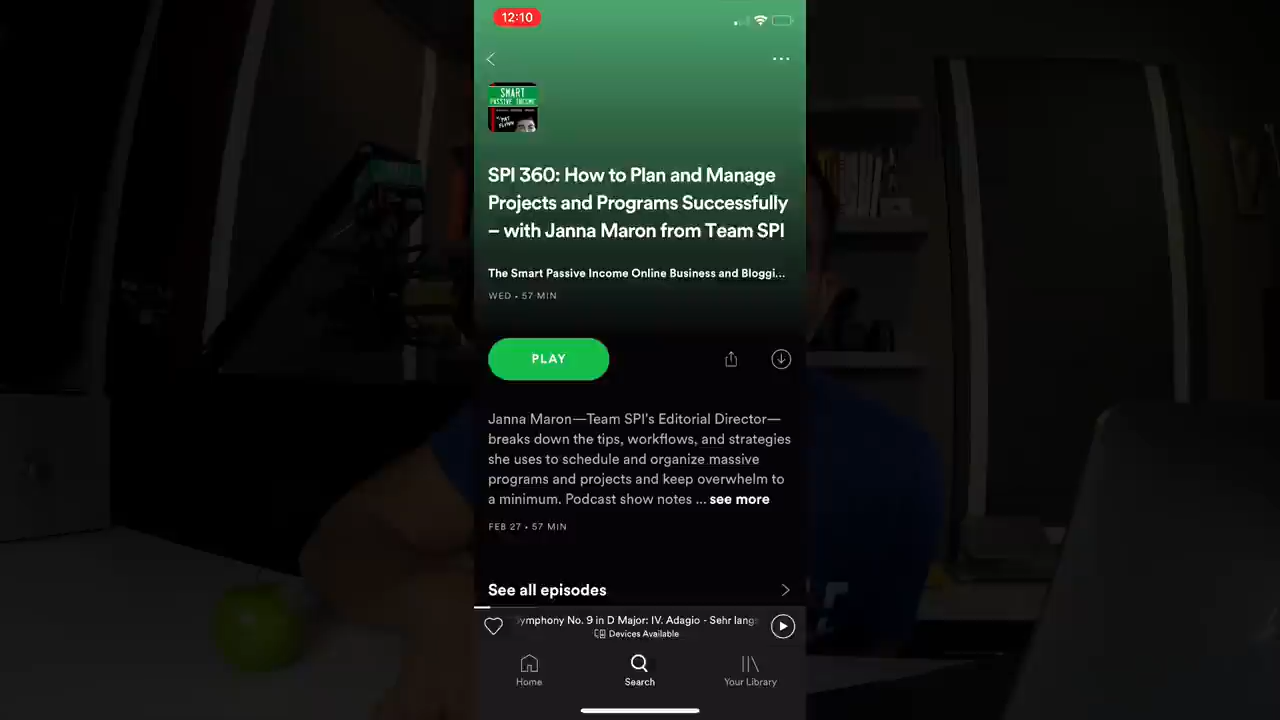 12:10
SMART
PASSIVE INCOME
PAT FLYNN
SPI 360: How to Plan and Manage
Projects and Programs Successfully
– with Janna Maron from Team SPI
The Smart Passive Income Online Business and Bloggi...
WED • 57 MIN
PLAY
Janna Maron—Team SPI's Editorial Director—
breaks down the tips, workflows, and strategies
she uses to schedule and organize massive
programs and projects and keep overwhelm to
a minimum. Podcast show notes ... see more
FEB 27 • 57 MIN
See all episodes
ymphony No. 9 in D Major: IV. Adagio - Sehr langs
Devices Available
Home
Search
Your Library